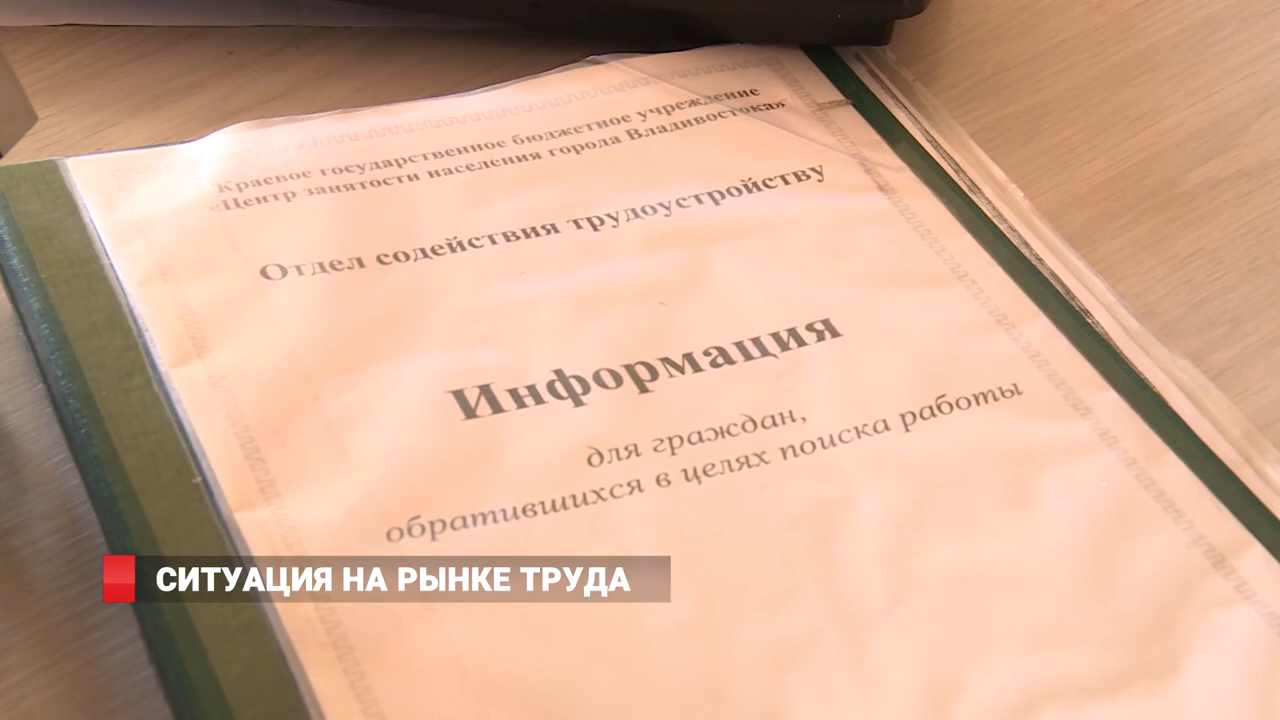 Краевое государственное бюджетное учреждение
«Центр занятости населения города Владивостока»
Отдел содействия трудоустройству
Информация
для граждан,
обратившихся в целях поиска работы
СИТУАЦИЯ НА РЫНКЕ ТРУДА